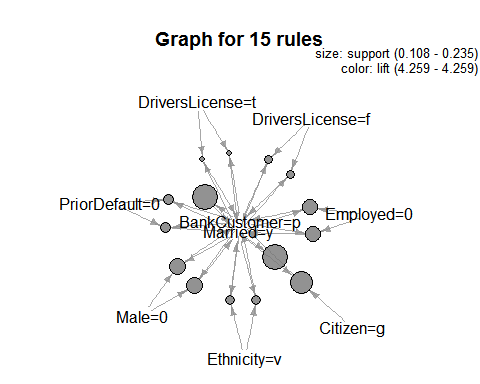 Graph for 15 rules
size: support (0.108 - 0.235)
color: lift (4.259 - 4.259)
DriversLicense=t
DriversLicense=f
PriorDefault=0
Employed=0
BankCustomer=p
Married=y
Male=0
Citizen=g
Ethnicity=v